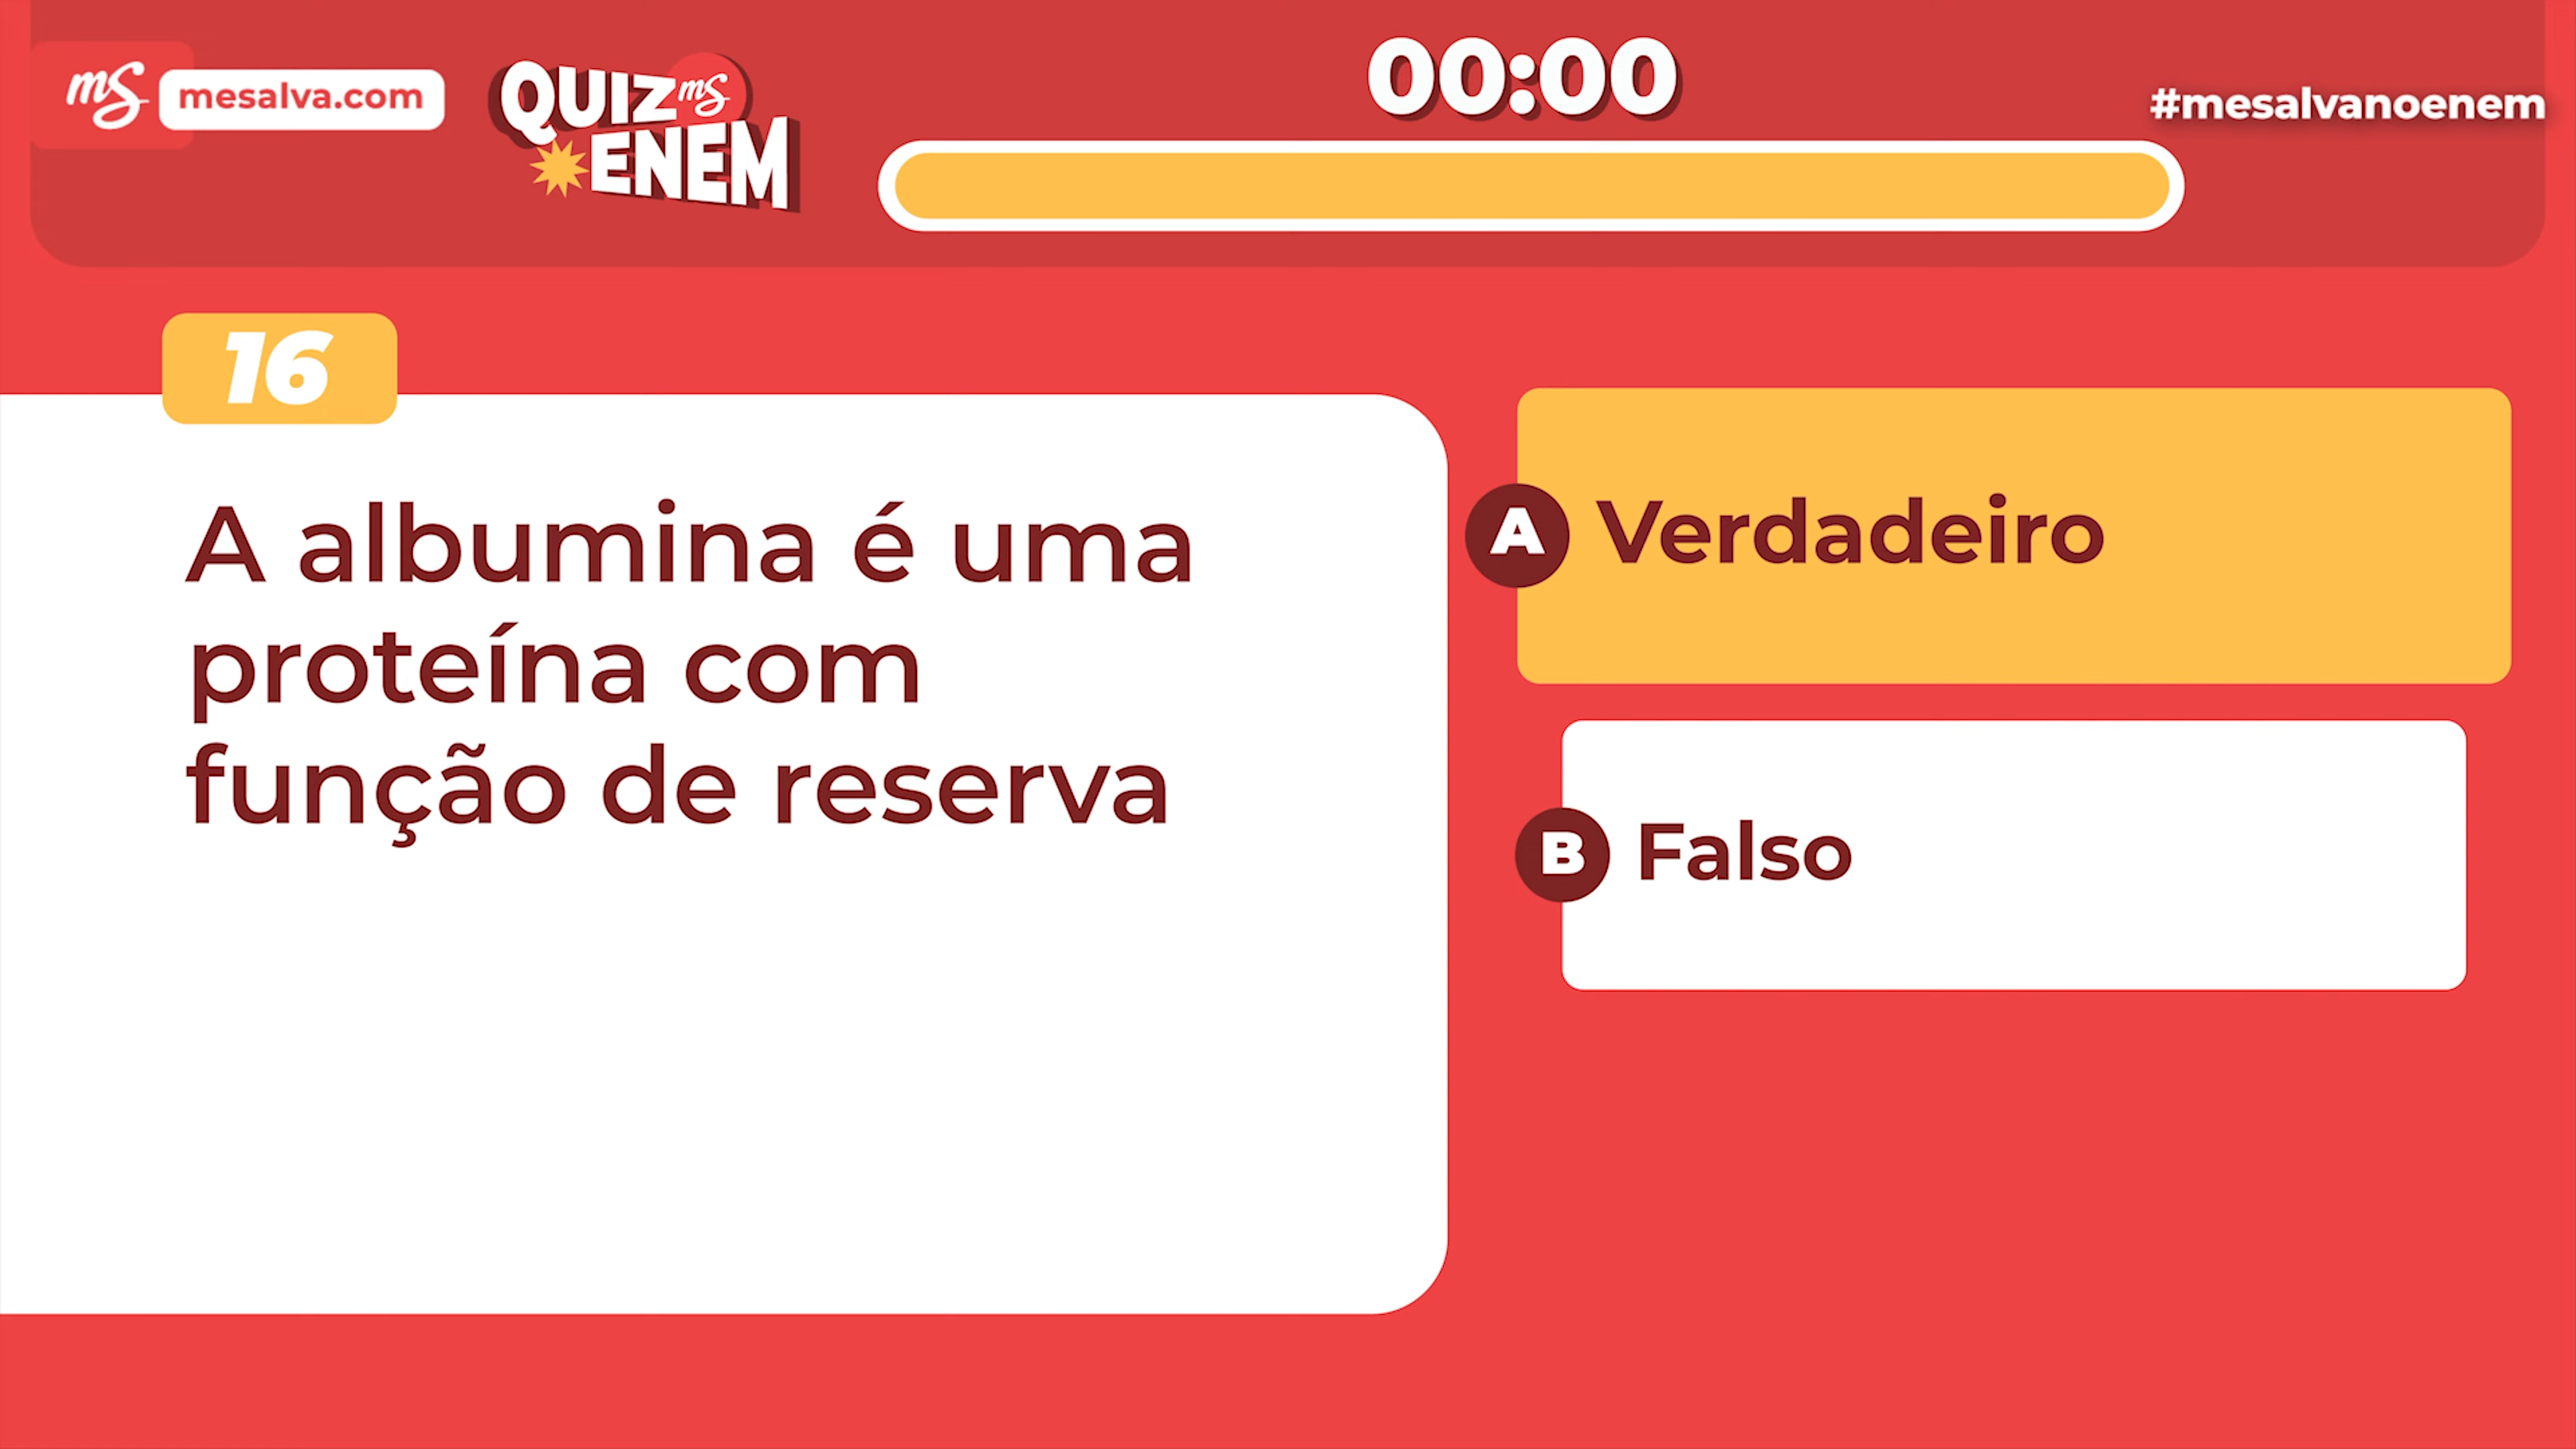 mS mesalva.com
QUIZ mS
ENEM
00:00
#mesalvanoenem
16
A albumina é uma
proteína com
função de reserva
A Verdadeiro
B Falso